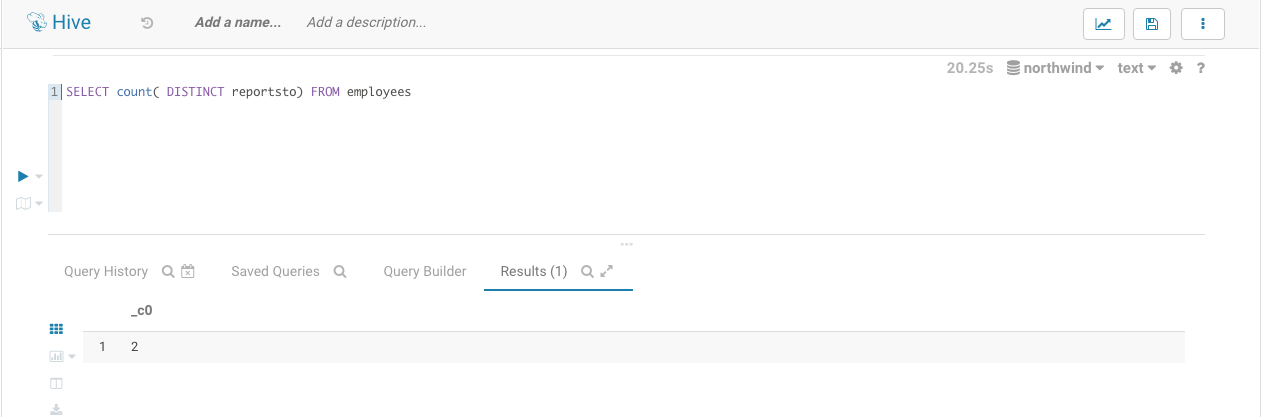 Hive Add a name... Add a description...
20.25s northwind text ?
1 SELECT count( DISTINCT reportsto) FROM employees
Query History Saved Queries Query Builder Results (1)
_c0
1 2